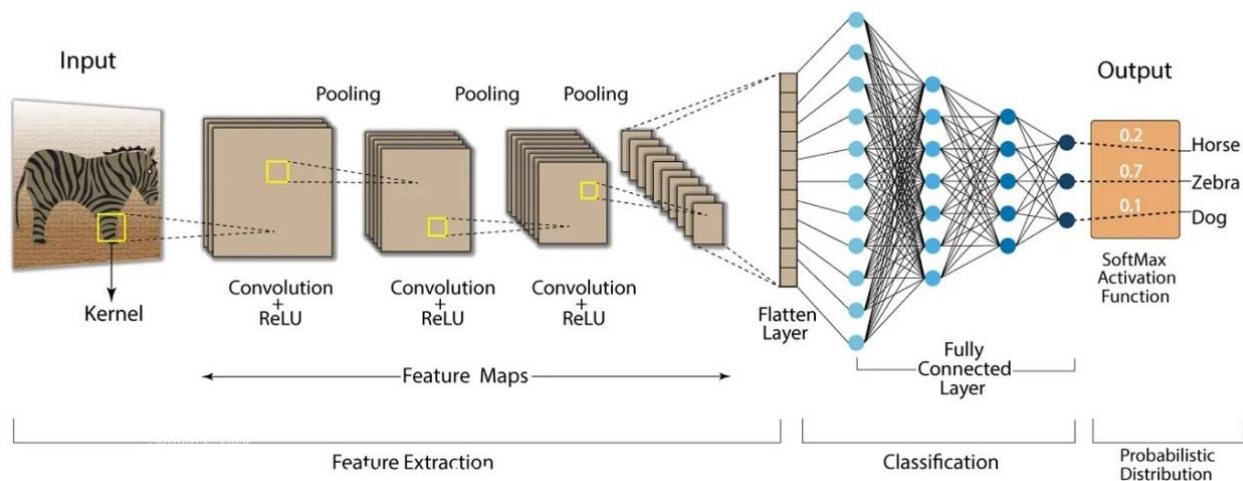 Input
Pooling
Pooling
Pooling
Output
Kernel
Convolution
+
ReLU
Convolution
+
ReLU
Convolution
+
ReLU
Flatten
Layer
0.2
Horse
0.7
Zebra
0.1
Dog
SoftMax
Activation
Function
Fully
Connected
Layer
Feature Maps
Feature Extraction
Classification
Probabilistic
Distribution